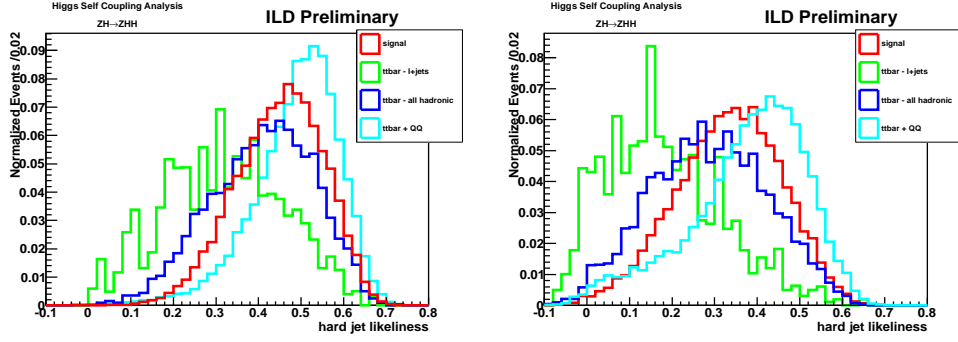 Higgs Self Coupling Analysis
ZH→ZHH
ILD Preliminary
Normalized Events /0.02
signal
ttbar - l+jets
ttbar - all hadronic
ttbar + QQ
0.09
0.08
0.07
0.06
0.05
0.04
0.03
0.02
0.01
0
-0.1 0 0.1 0.2 0.3 0.4 0.5 0.6 0.7 0.8
hard jet likeliness
Higgs Self Coupling Analysis
ZH→ZHH
ILD Preliminary
Normalized Events /0.02
signal
ttbar - l+jets
ttbar - all hadronic
ttbar + QQ
0.08
0.07
0.06
0.05
0.04
0.03
0.02
0.01
0
-0.1 0 0.1 0.2 0.3 0.4 0.5 0.6 0.7 0.8
hard jet likeliness